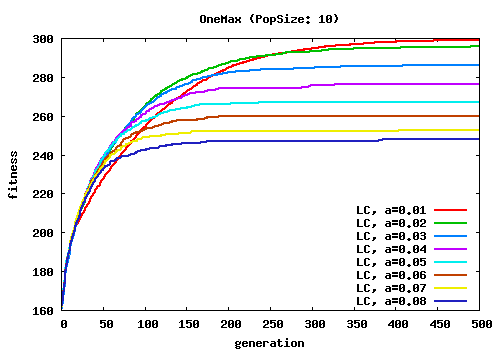 OneMax (PopSize: 10)
300
280
260
240
220
200
180
160
fitness
LC, a=0.01
LC, a=0.02
LC, a=0.03
LC, a=0.04
LC, a=0.05
LC, a=0.06
LC, a=0.07
LC, a=0.08
0 50 100 150 200 250 300 350 400 450 500
generation